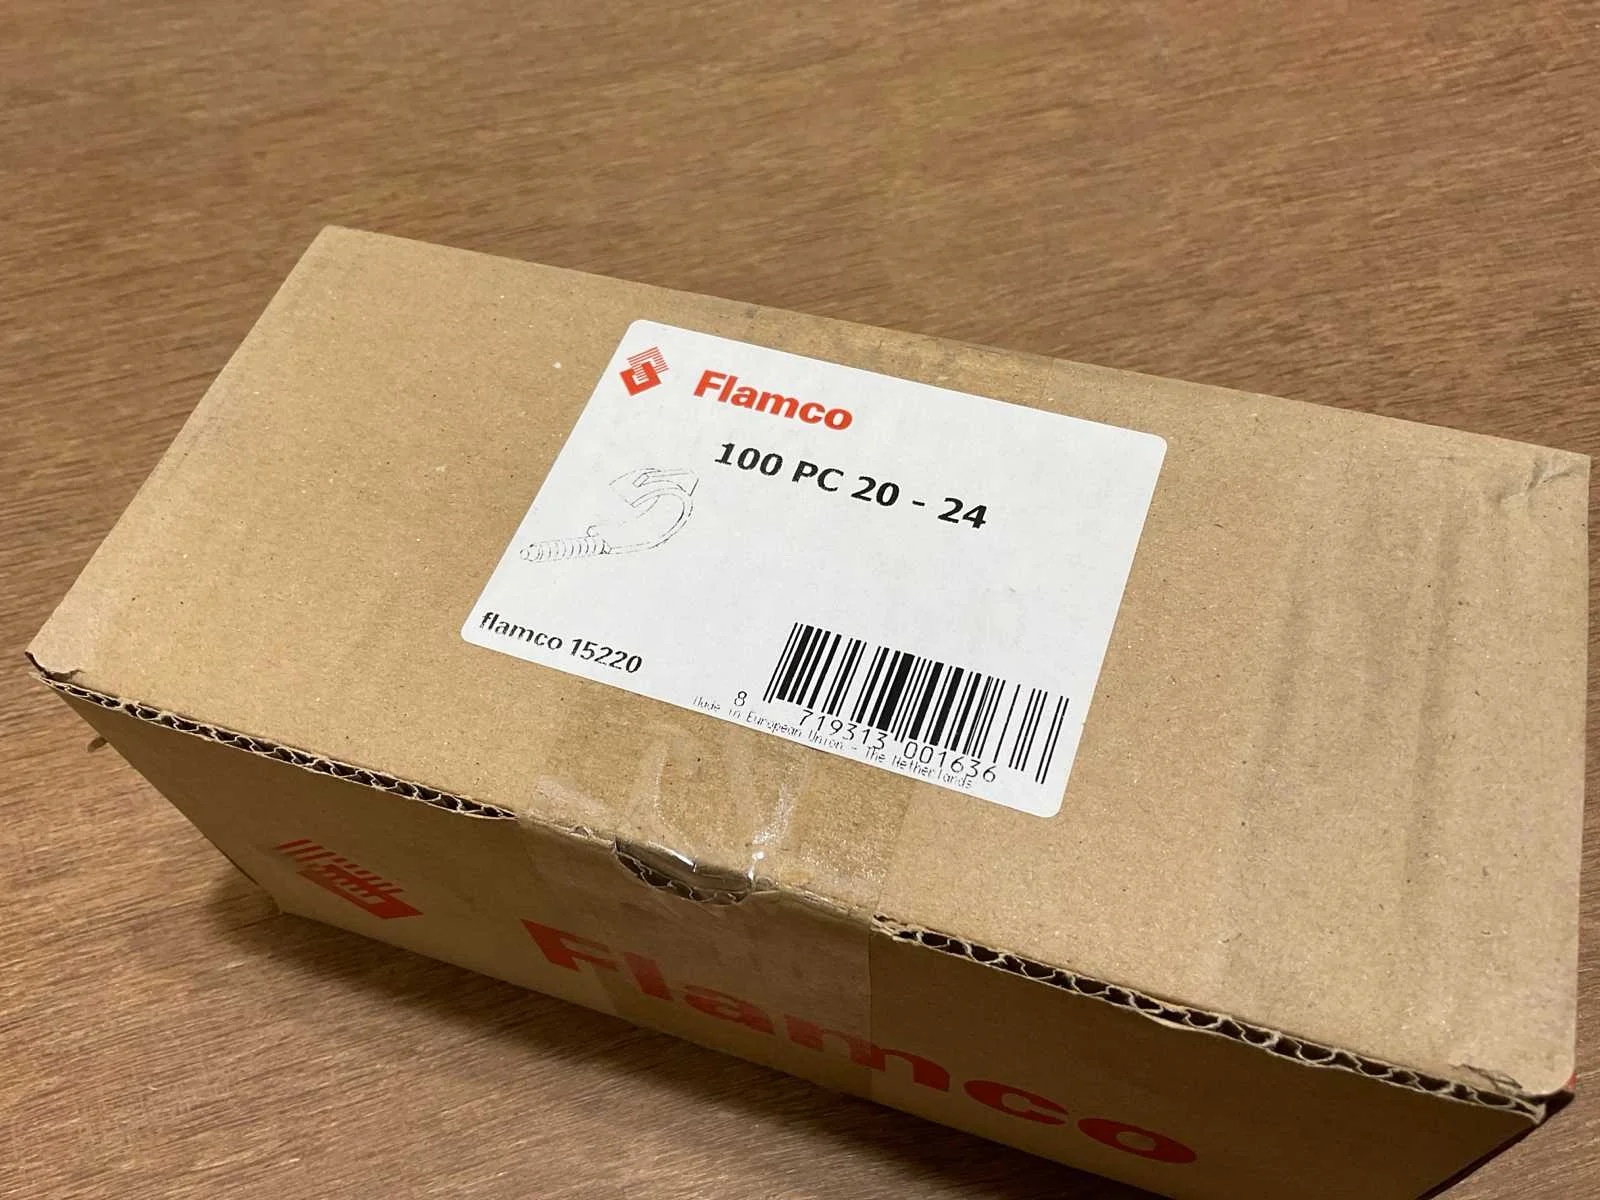 Flamco
100 PC 20 - 24
flamco 15220
8 719313 001636
Made in European Union - The Netherlands
Flamco